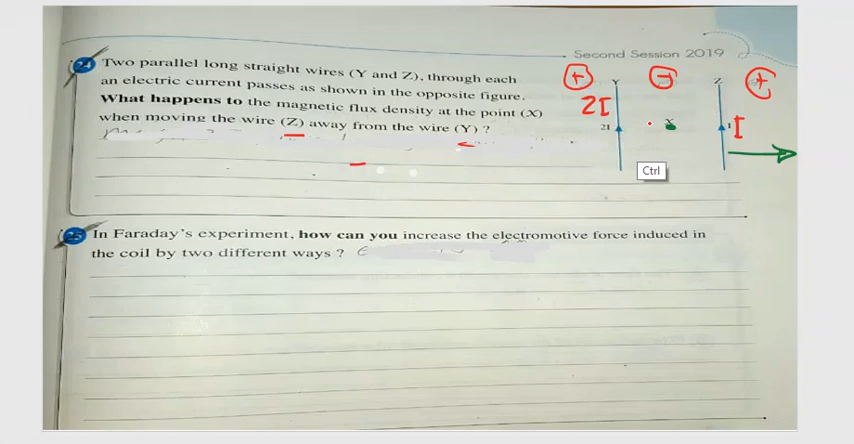 Second Session 2019
24 Two parallel long straight wires (Y and Z), through each
an electric current passes as shown in the opposite figure.
What happens to the magnetic flux density at the point (X)
when moving the wire (Z) away from the wire (Y) ?
+ Y - Z +
2I
2I X I I
Ctrl
25 In Faraday's experiment, how can you increase the electromotive force induced in
the coil by two different ways ?